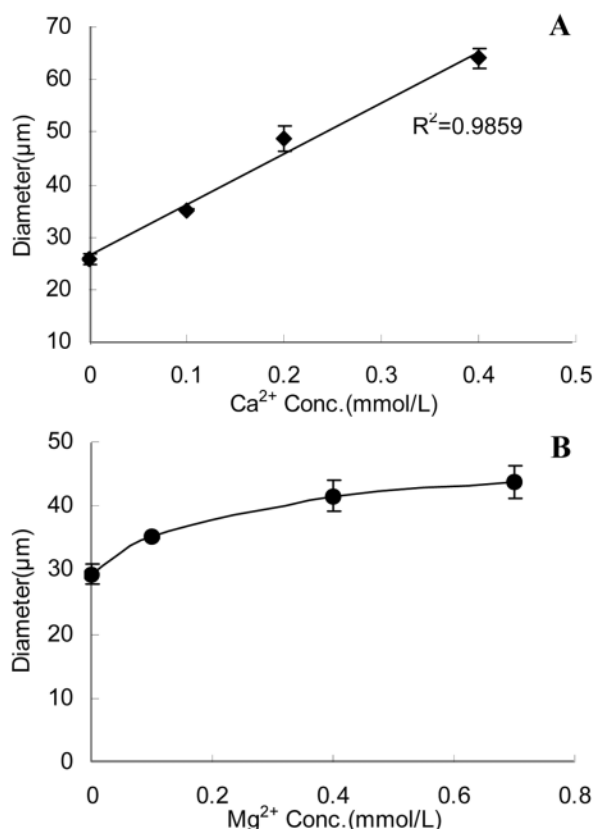 A
70
60
50
40
30
20
10
Diameter(μm)
R²=0.9859
0 0.1 0.2 0.3 0.4 0.5
Ca²⁺ Conc.(mmol/L)
B
50
40
30
20
10
0
Diameter(μm)
0 0.2 0.4 0.6 0.8
Mg²⁺ Conc.(mmol/L)